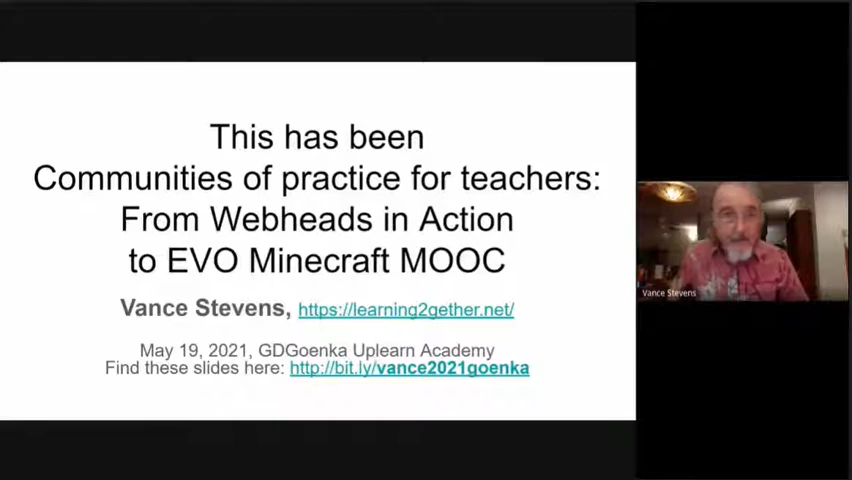 This has been
Communities of practice for teachers:
From Webheads in Action
to EVO Minecraft MOOC
Vance Stevens, https://learning2gether.net/
May 19, 2021, GDGoenka Uplearn Academy
Find these slides here: http://bit.ly/vance2021goenka
Vance Stevens